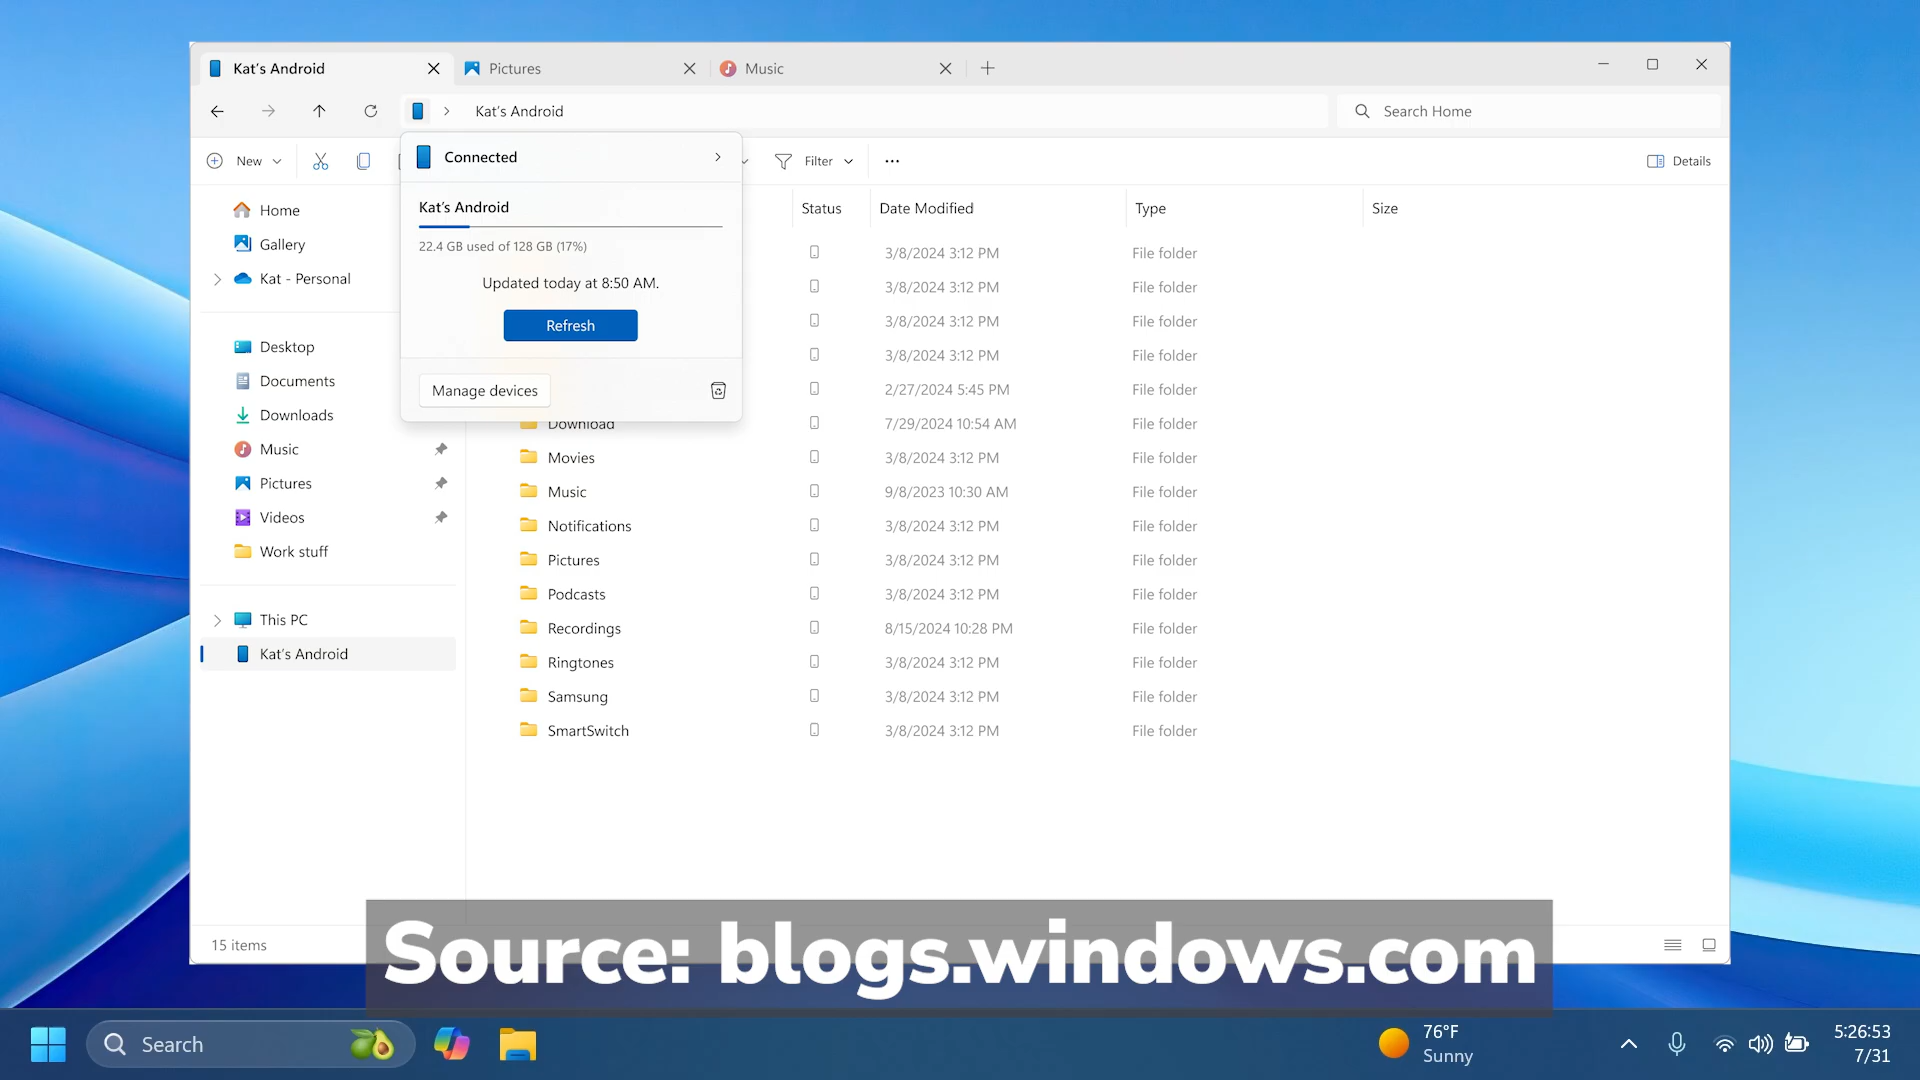 Kat's Android
Pictures
Music
Kat's Android
Search Home
New
Filter
Details
Connected
Kat's Android
22.4 GB used of 128 GB (17%)
Updated today at 8:50 AM.
Refresh
Manage devices
Home
Gallery
Kat - Personal
Desktop
Documents
Downloads
Music
Pictures
Videos
Work stuff
This PC
Kat's Android
Status Date Modified Type Size
3/8/2024 3:12 PM File folder
3/8/2024 3:12 PM File folder
3/8/2024 3:12 PM File folder
3/8/2024 3:12 PM File folder
2/27/2024 5:45 PM File folder
Download 7/29/2024 10:54 AM File folder
Movies 3/8/2024 3:12 PM File folder
Music 9/8/2023 10:30 AM File folder
Notifications 3/8/2024 3:12 PM File folder
Pictures 3/8/2024 3:12 PM File folder
Podcasts 3/8/2024 3:12 PM File folder
Recordings 8/15/2024 10:28 PM File folder
Ringtones 3/8/2024 3:12 PM File folder
Samsung 3/8/2024 3:12 PM File folder
SmartSwitch 3/8/2024 3:12 PM File folder
15 items
Source: blogs.windows.com
Search
76°F
Sunny
5:26:53
7/31